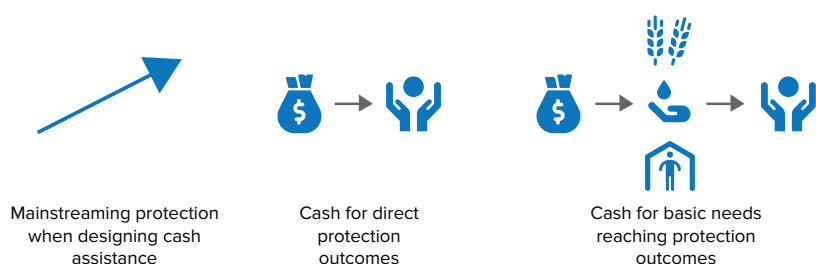 $
$
Mainstreaming protection
when designing cash
assistance
Cash for direct
protection
outcomes
Cash for basic needs
reaching protection
outcomes